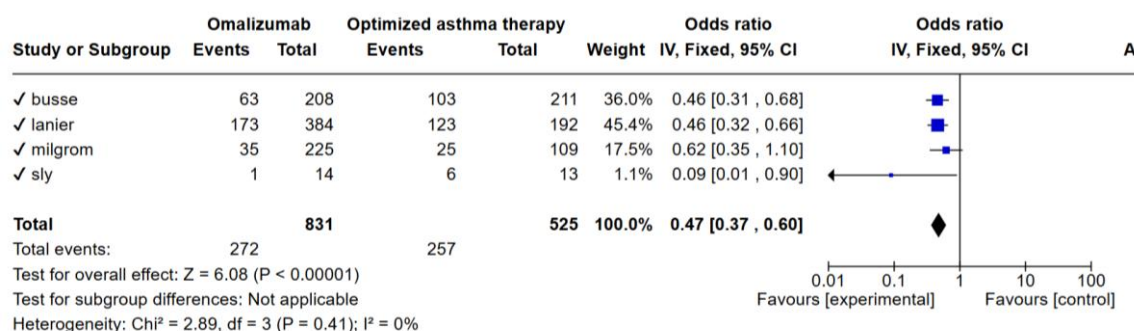 Omalizumab Optimized asthma therapy Odds ratio Odds ratio
Study or Subgroup Events Total Events Total Weight IV, Fixed, 95% CI IV, Fixed, 95% CI A
✓ busse 63 208 103 211 36.0% 0.46 [0.31 , 0.68]
✓ lanier 173 384 123 192 45.4% 0.46 [0.32 , 0.66]
✓ milgrom 35 225 25 109 17.5% 0.62 [0.35 , 1.10]
✓ sly 1 14 6 13 1.1% 0.09 [0.01 , 0.90]
Total 831 525 100.0% 0.47 [0.37 , 0.60]
Total events: 272 257
Test for overall effect: Z = 6.08 (P < 0.00001)
0.01 0.1 1 10 100
Test for subgroup differences: Not applicable
Favours [experimental] Favours [control]
Heterogeneity: Chi² = 2.89, df = 3 (P = 0.41); I² = 0%